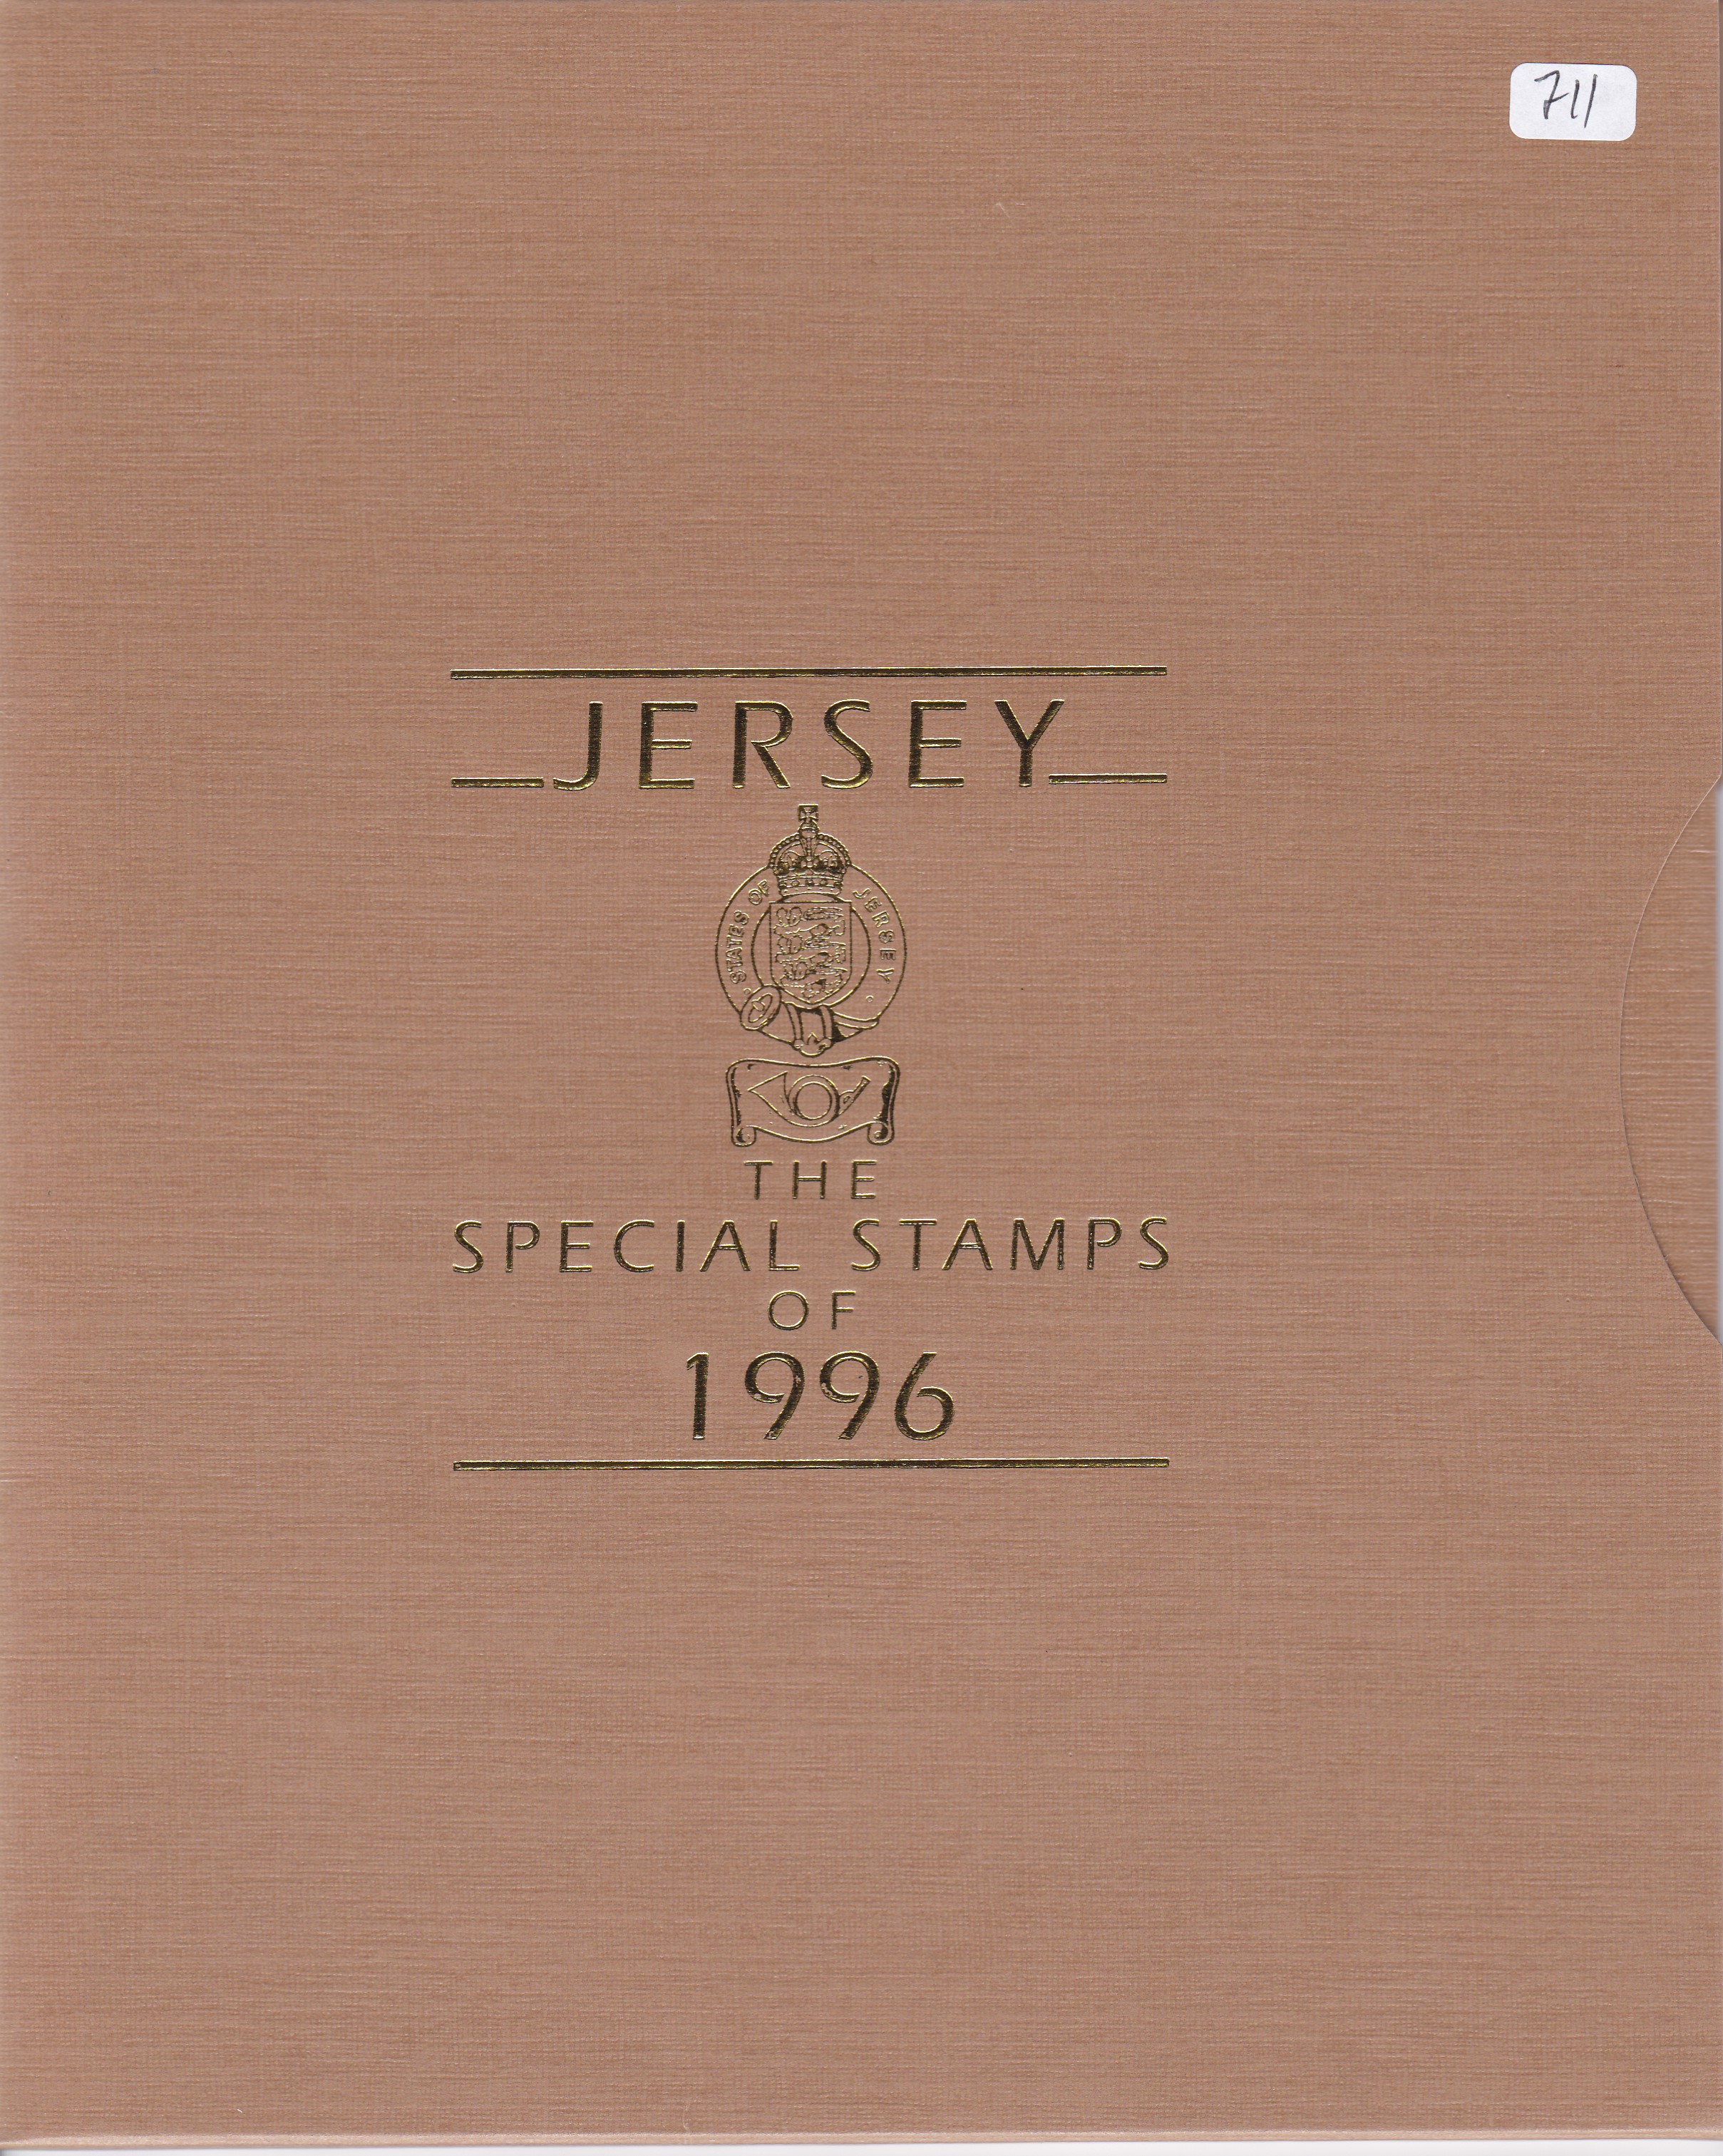 711
JERSEY
STATES OF JERSEY
THE
SPECIAL STAMPS
OF
1996